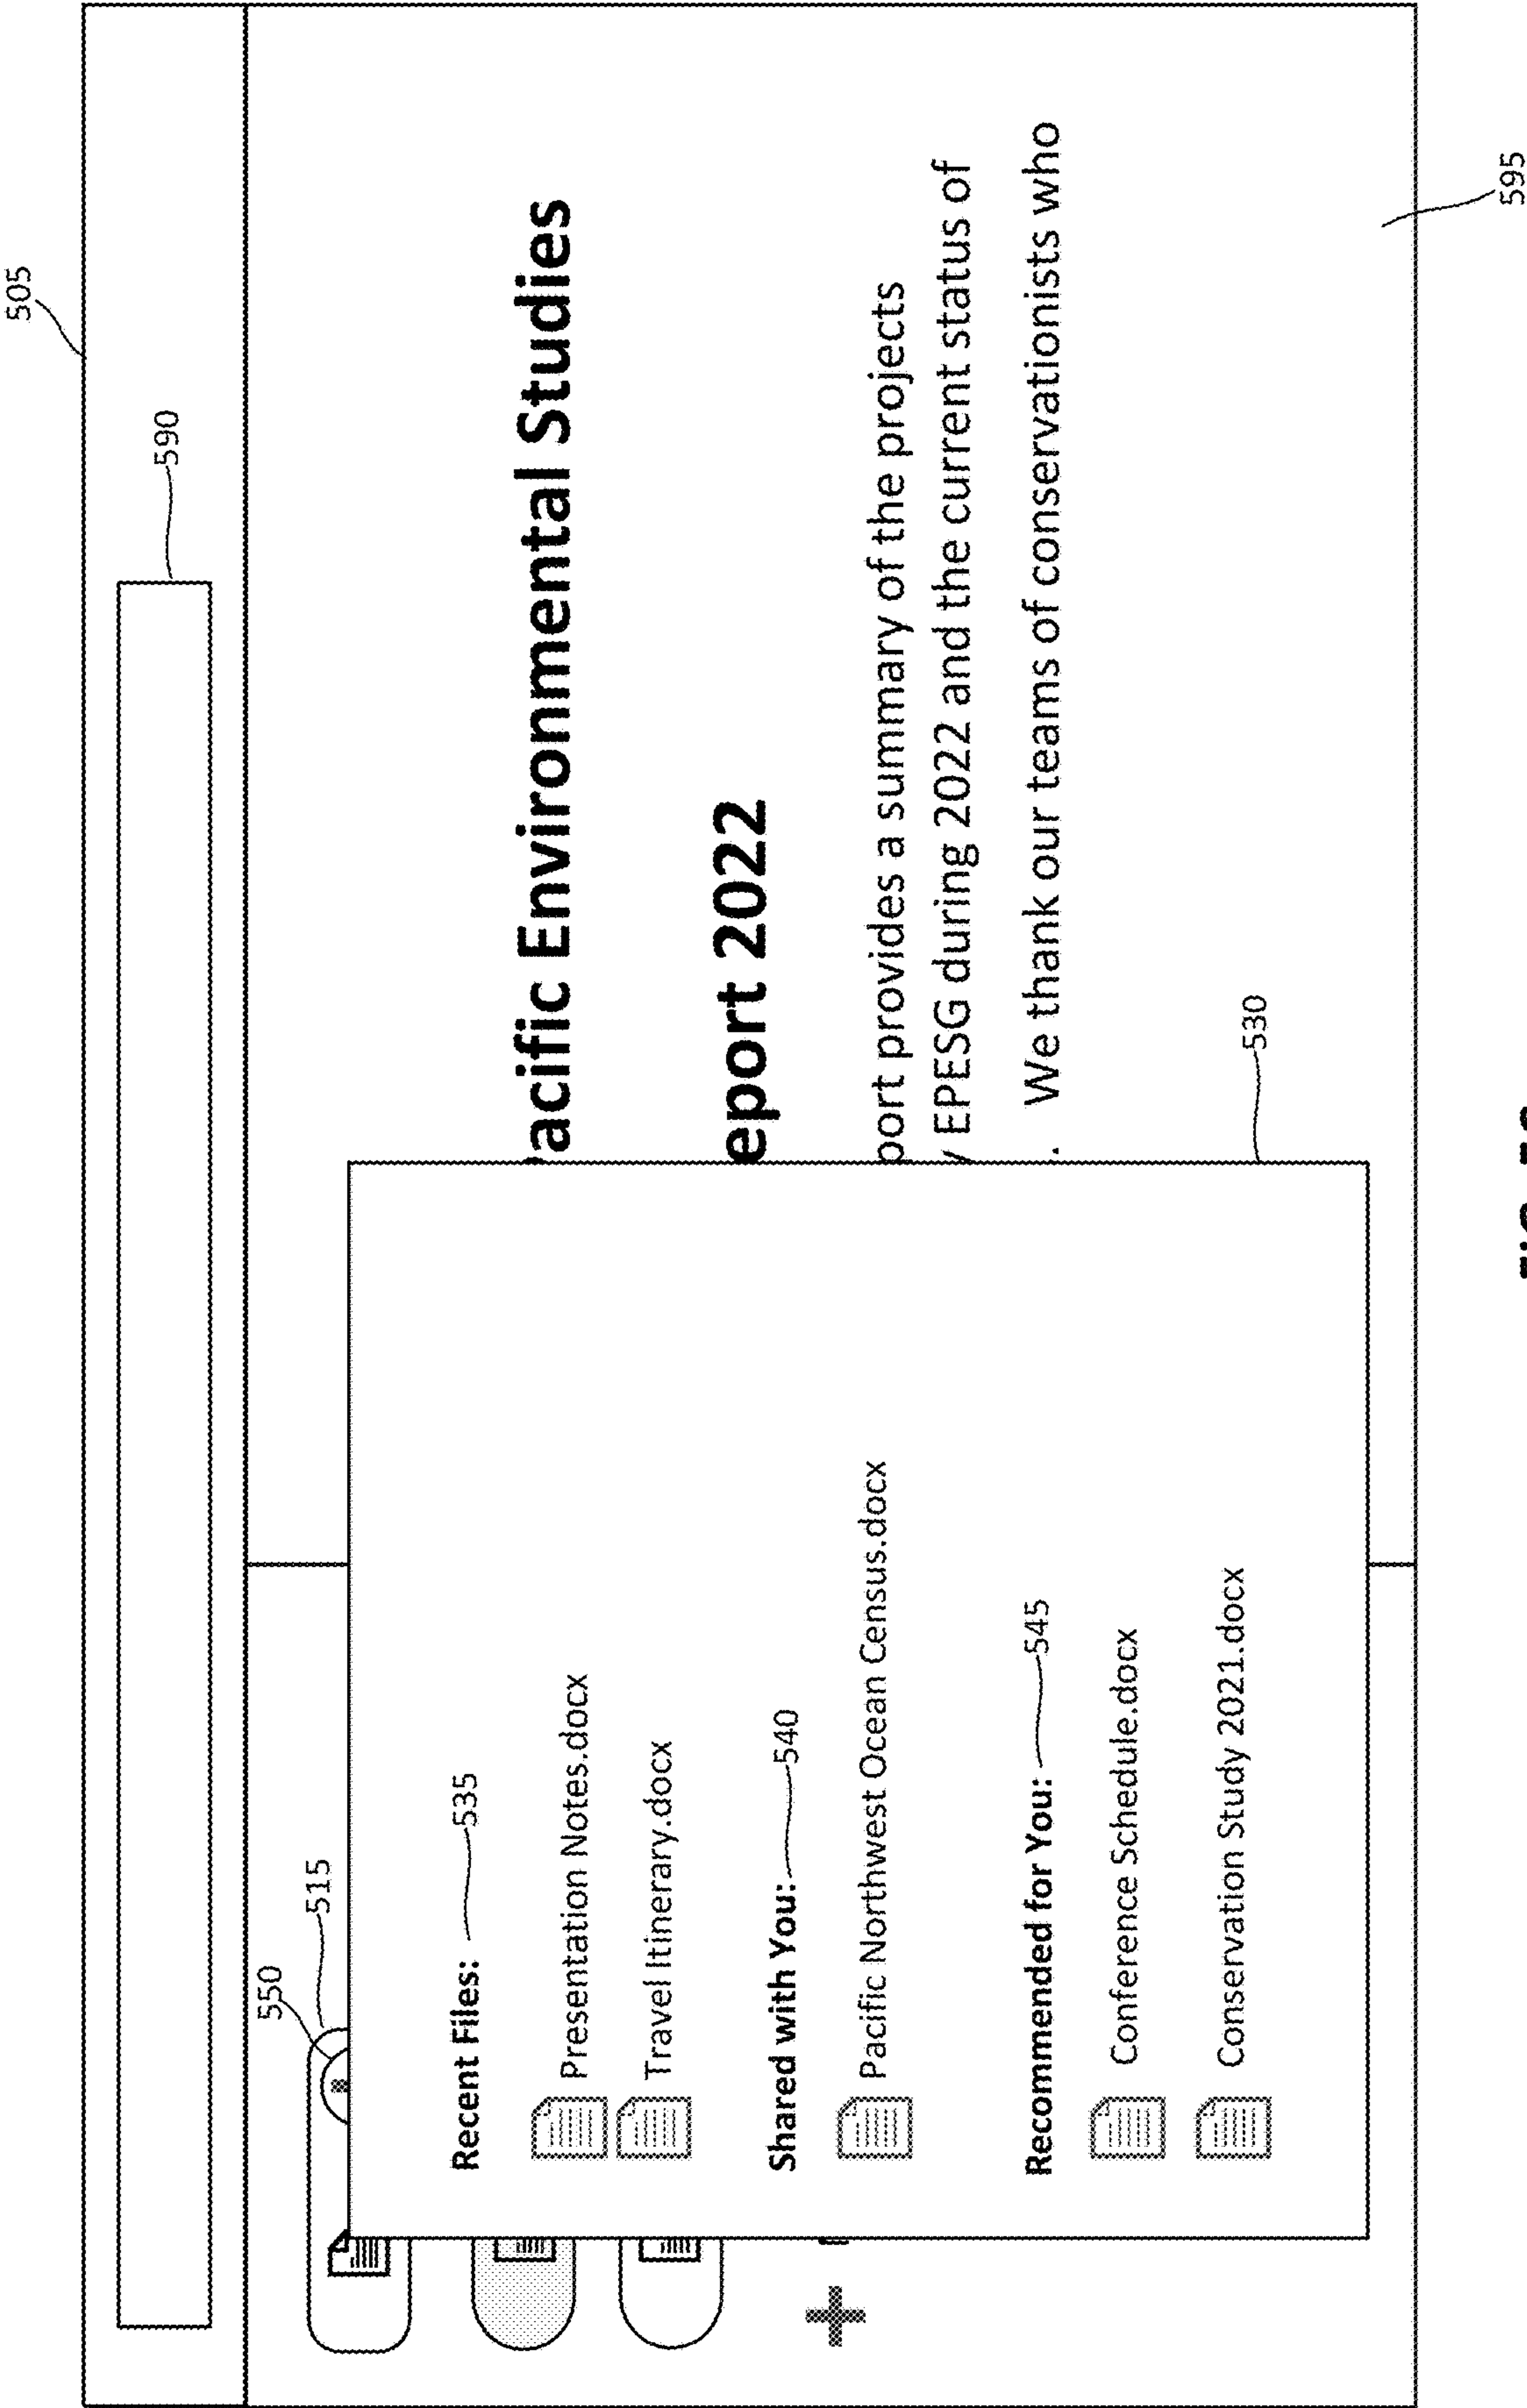 505
590
550
515
Recent Files:
535
Presentation Notes.docx
Travel Itinerary.docx
Shared with You:
540
Pacific Northwest Ocean Census.docx
Recommended for You:
545
Conference Schedule.docx
Conservation Study 2021.docx
530
acific Environmental Studies
eport 2022
port provides a summary of the projects
EPESG during 2022 and the current status of
. We thank our teams of conservationists who
595